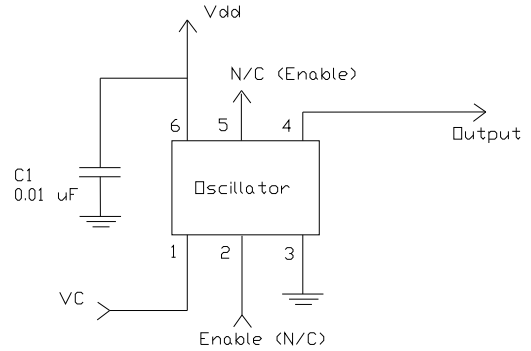 Vdd
N/C (Enable)
6
5
4
Output
C1
0.01 uF
Oscillator
1
2
3
VC
Enable (N/C)